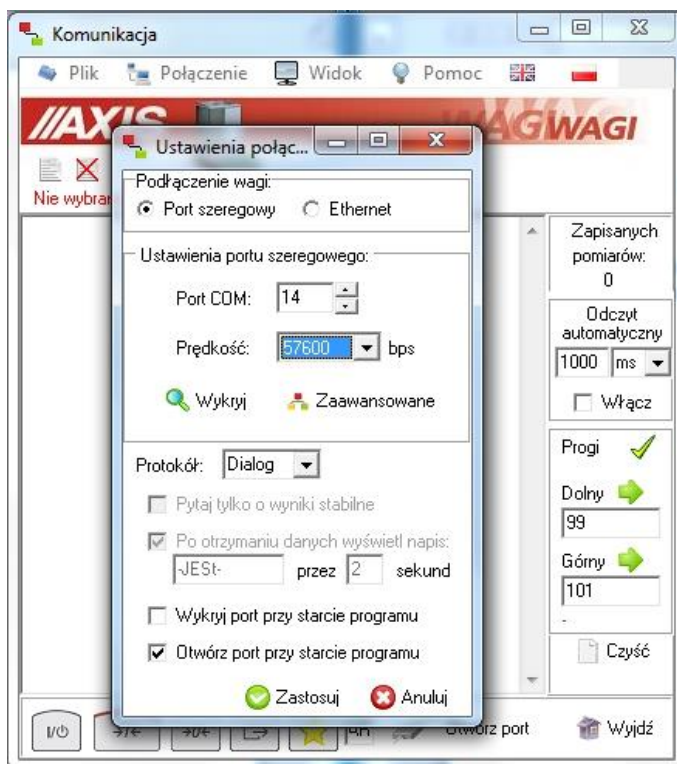 Komunikacja
Plik Połączenie Widok Pomoc
//AXIS WAGI WAGI
Nie wybran
Ustawienia połąc...
Podłączenie wagi:
Port szeregowy Ethernet
Ustawienia portu szeregowego:
Port COM: 14
Prędkość: 57600 bps
Wykryj Zaawansowane
Protokół: Dialog
Pytaj tylko o wyniki stabilne
Po otrzymaniu danych wyświetl napis:
-JESt- przez 2 sekund
Wykryj port przy starcie programu
Otwórz port przy starcie programu
Zastosuj Anuluj
Zapisanych
pomiarów:
0
Odczyt
automatyczny
1000 ms
Włącz
Progi
Dolny
99
Górny
101
-
Czyść
I/ →T← →0← Otwórz port Wyjdź